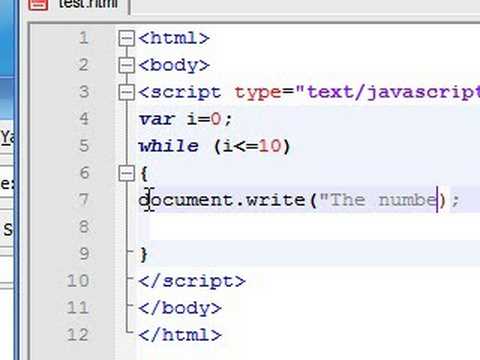 test.html
1 <html>
2 <body>
3 <script type="text/javascript
4 var i=0;
5 while (i<=10)
6 {
7 document.write("The numbe);
8
9 }
10 </script>
11 </body>
12 </html>
S